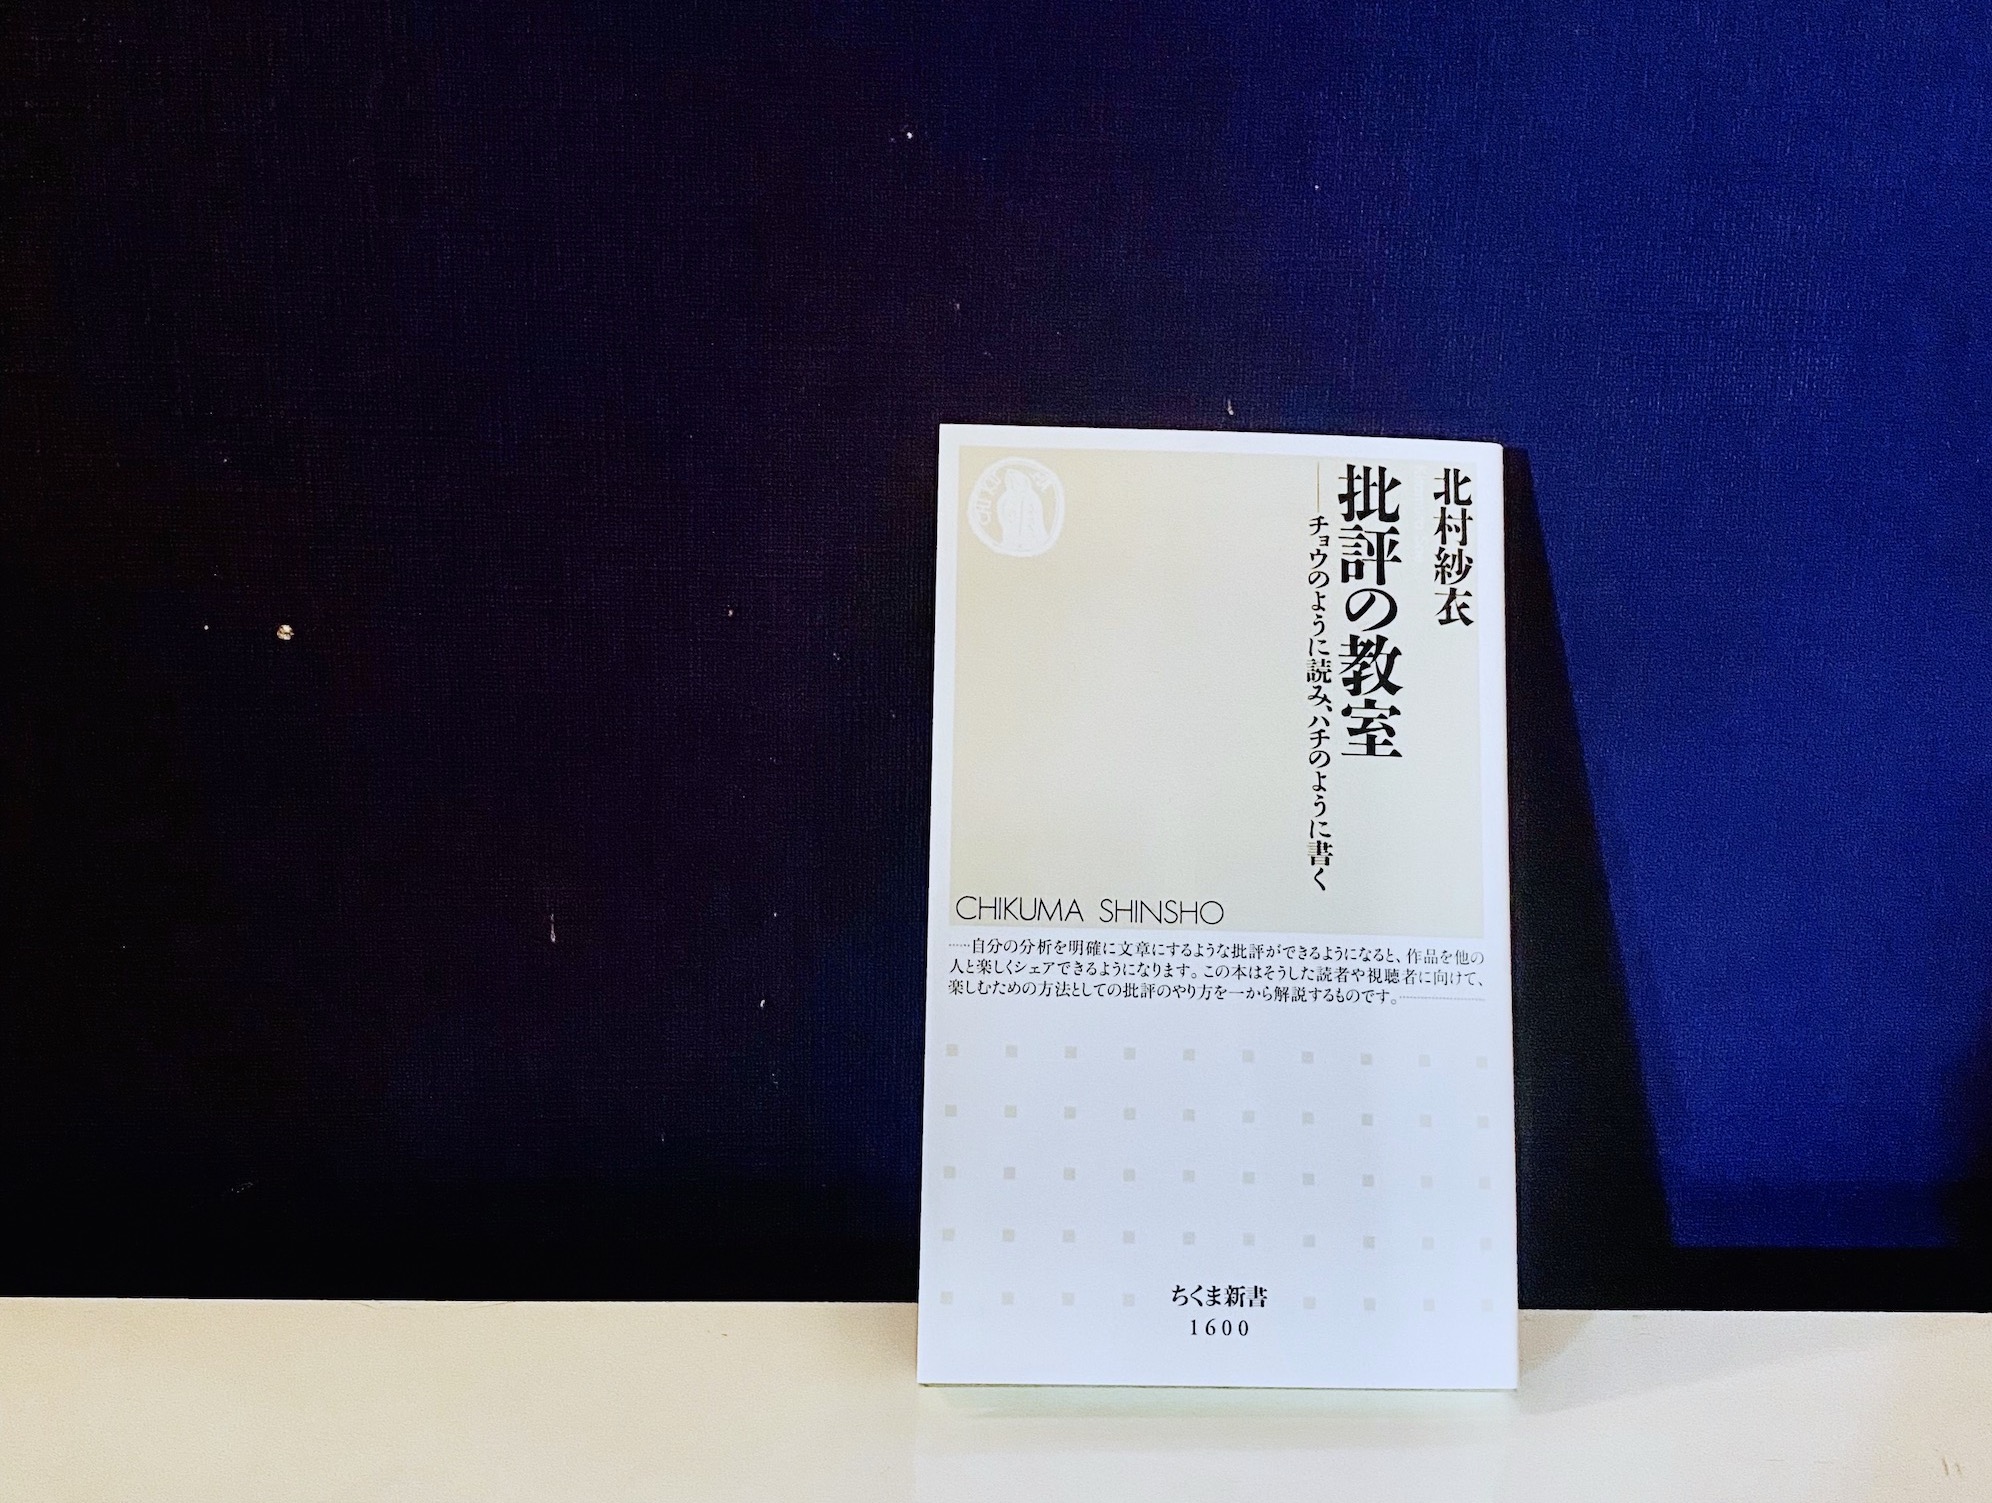 北村紗衣
批評の教室
——チョウのように読み、ハチのように書く
CHIKUMA SHINSHO
……自分の分析を明確に文章にするような批評ができるようになると、作品を他の
人と楽しくシェアできるようになります。この本はそうした読者や視聴者に向けて、
楽しむための方法としての批評のやり方を一から解説するものです。…………
ちくま新書
1600